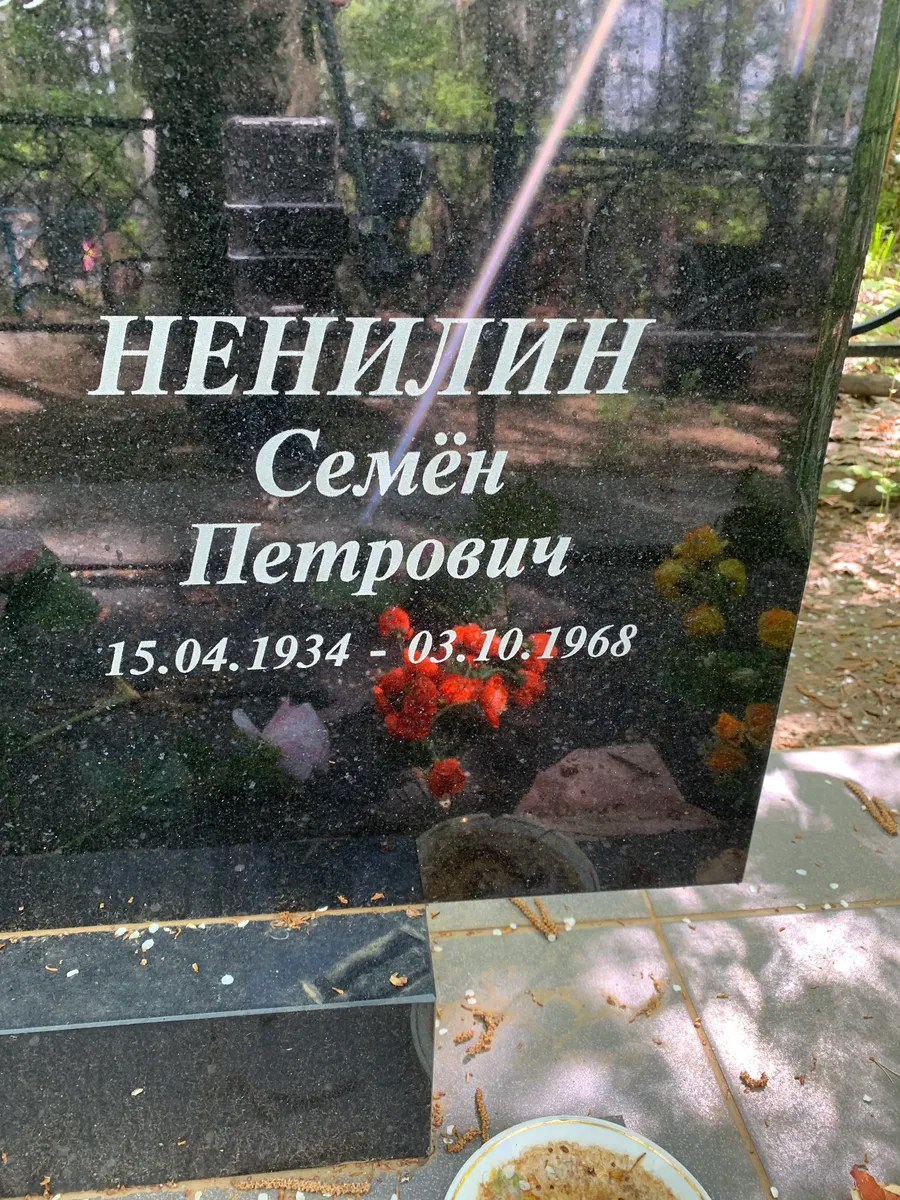 НЕНИЛИН
Семён
Петрович
15.04.1934 - 03.10.1968